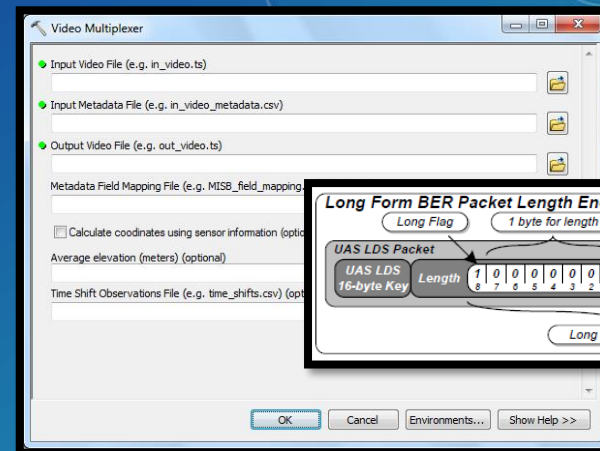 Video Multiplexer
Input Video File (e.g. in_video.ts)
Input Metadata File (e.g. in_video_metadata.csv)
Output Video File (e.g. out_video.ts)
Metadata Field Mapping File (e.g. MISB_field_mapping.
Calculate coodinates using sensor information (optio
Average elevation (meters) (optional)
Time Shift Observations File (e.g. time_shifts.csv) (opt
Long Form BER Packet Length En
Long Flag
1 byte for length
UAS LDS Packet
UAS LDS
16-byte Key
Length
1 0 0 0 0 0 0
8 7 6 5 4 3 2
Long
OK Cancel Environments... Show Help >>